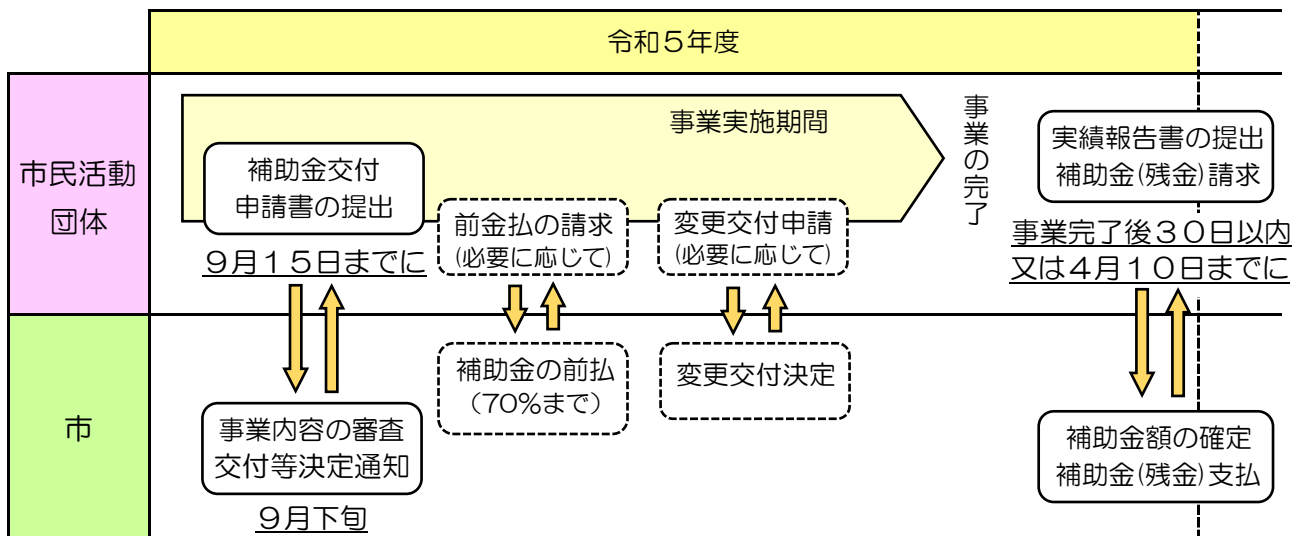 令和５年度
市民活動
団体
事業実施期間
事業の完了
補助金交付
申請書の提出
９月１５日までに
前金払の請求
(必要に応じて)
変更交付申請
(必要に応じて)
実績報告書の提出
補助金(残金)請求
事業完了後３０日以内
又は４月１０日までに
市
事業内容の審査
交付等決定通知
９月下旬
補助金の前払
（70％まで）
変更交付決定
補助金額の確定
補助金(残金)支払